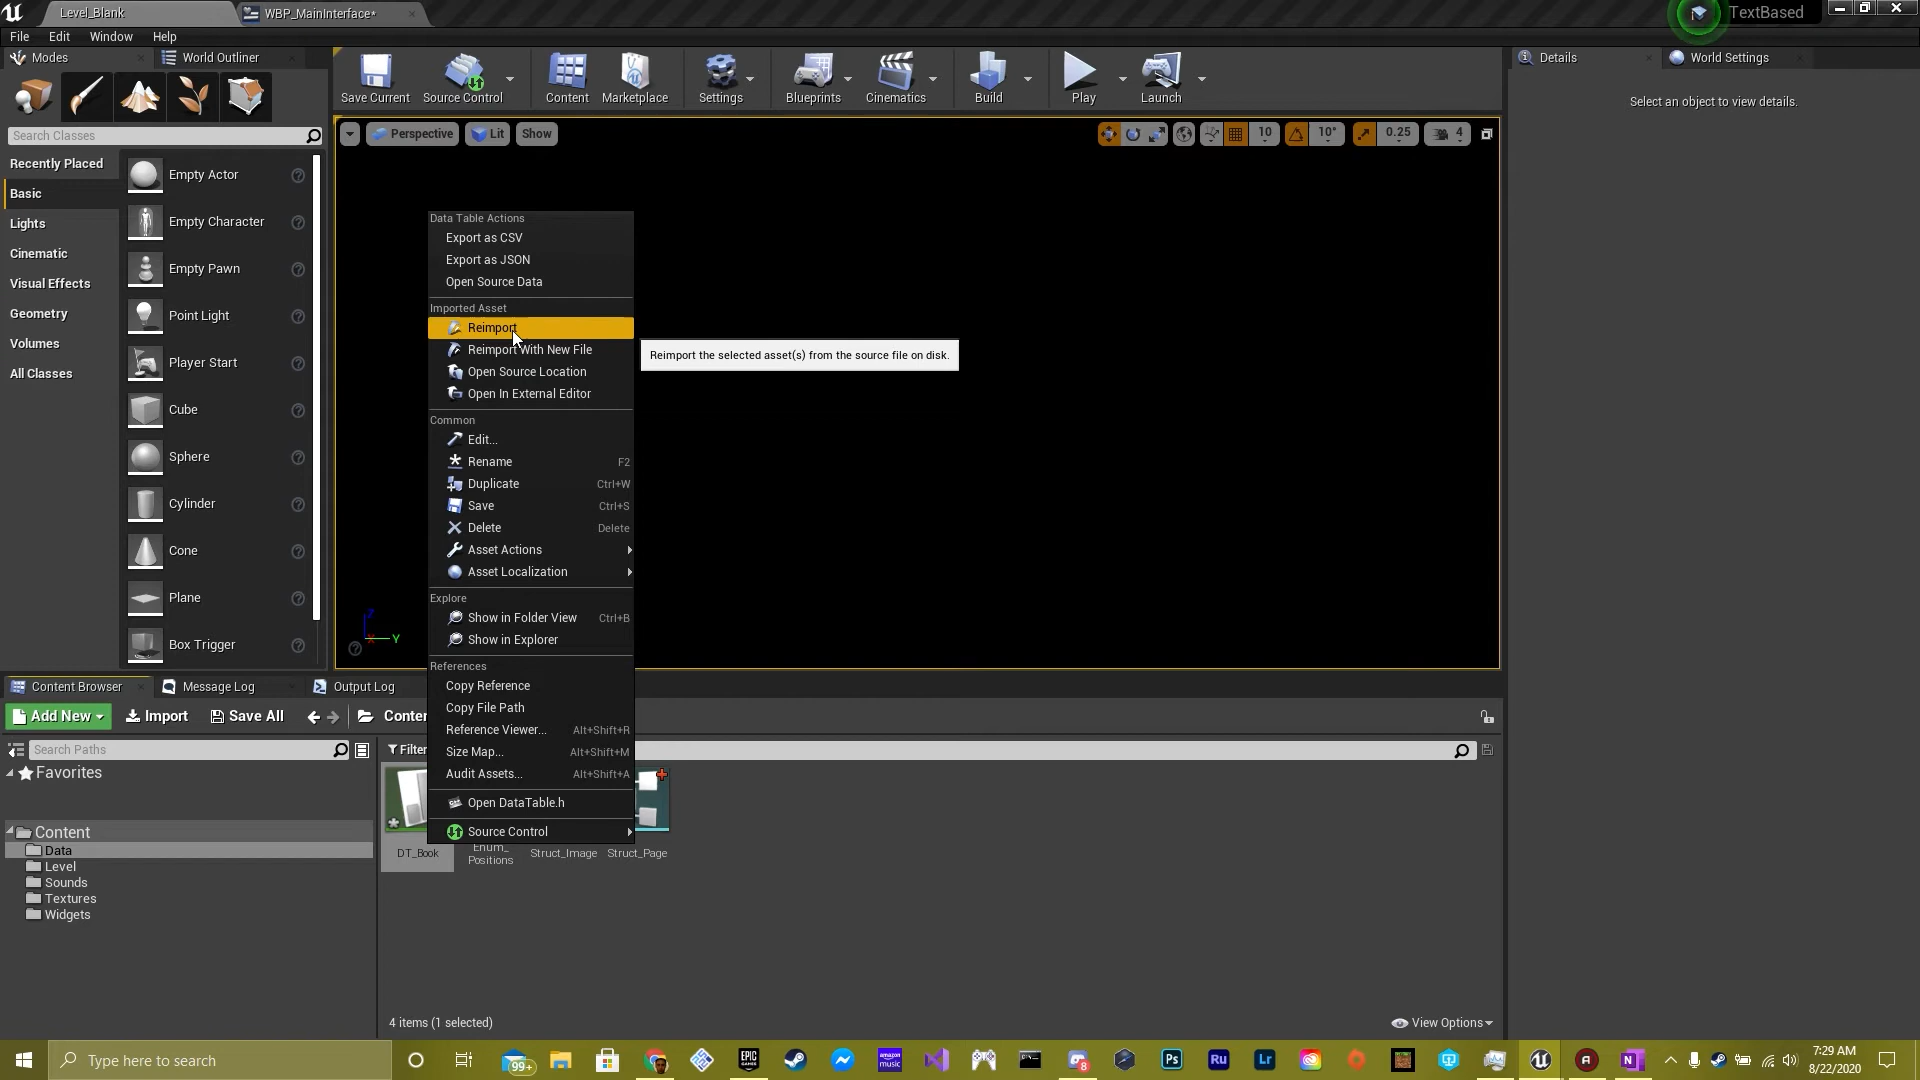 Level_Blank
WBP_MainInterface*
TextBased
File Edit Window Help
Modes
World Outliner
Search Classes
Recently Placed
Basic
Lights
Cinematic
Visual Effects
Geometry
Volumes
All Classes
Empty Actor
Empty Character
Empty Pawn
Point Light
Player Start
Cube
Sphere
Cylinder
Cone
Plane
Box Trigger
Save Current
Source Control
Content
Marketplace
Settings
Blueprints
Cinematics
Build
Play
Launch
Perspective
Lit
Show
10
10°
0.25
4
Details
World Settings
Select an object to view details.
Data Table Actions
Export as CSV
Export as JSON
Open Source Data
Imported Asset
Reimport
Reimport With New File
Open Source Location
Open In External Editor
Reimport the selected asset(s) from the source file on disk.
Common
Edit...
Rename F2
Duplicate Ctrl+W
Save Ctrl+S
Delete Delete
Asset Actions
Asset Localization
Explore
Show in Folder View Ctrl+B
Show in Explorer
References
Copy Reference
Copy File Path
Reference Viewer... Alt+Shift+R
Size Map... Alt+Shift+M
Audit Assets... Alt+Shift+A
Open DataTable.h
Source Control
Z
X
Y
Content Browser
Message Log
Output Log
Add New
Import
Save All
Conter
Search Paths
Favorites
Content
Data
Level
Sounds
Textures
Widgets
Filter
DT_Book
Enum_
Positions
Struct_Image
Struct_Page
4 items (1 selected)
View Options
Type here to search
99+
EPIC
GAMES
amazon
music
8
Ps
Ru
Lr
7:29 AM
8/22/2020